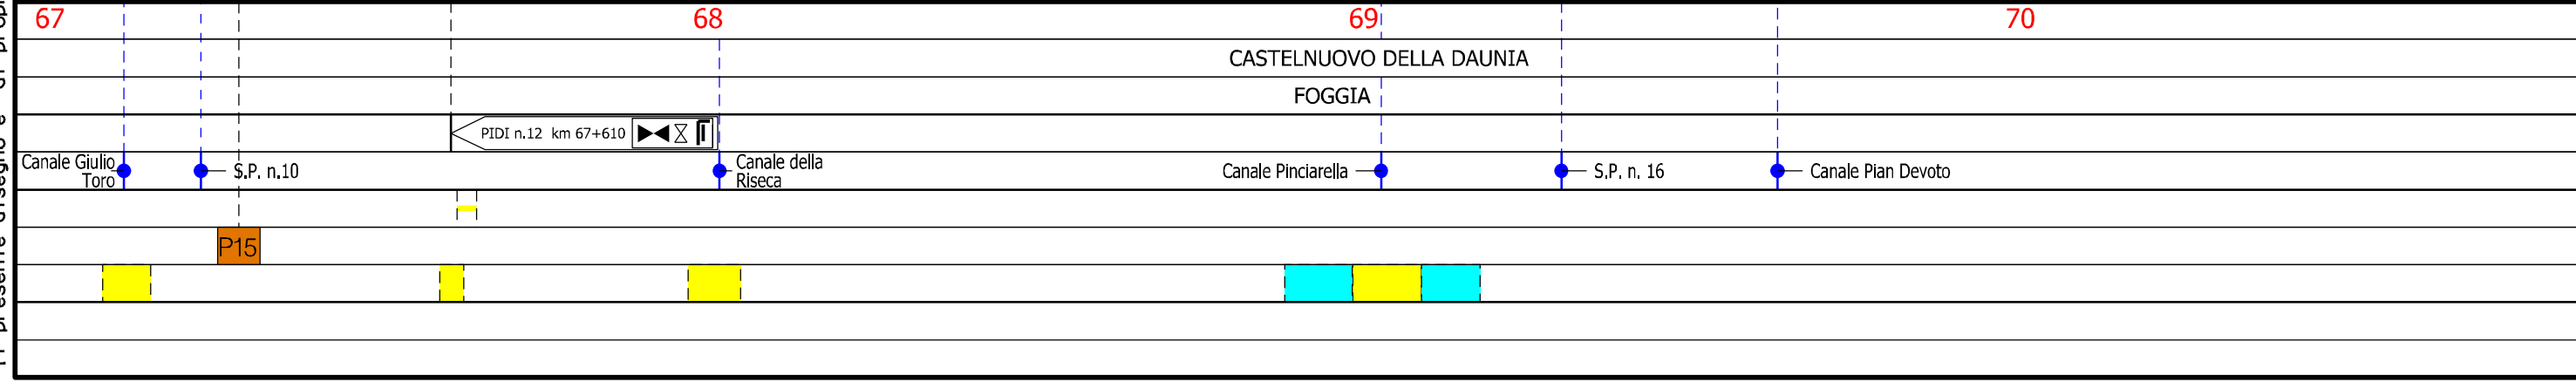 67 68 69 70
CASTELNUOVO DELLA DAUNIA
FOGGIA
PIDI n.12 km 67+610
Canale Giulio
Toro
S.P. n.10
Canale della
Riseca
Canale Pinciarella
S.P. n. 16
Canale Pian Devoto
P15